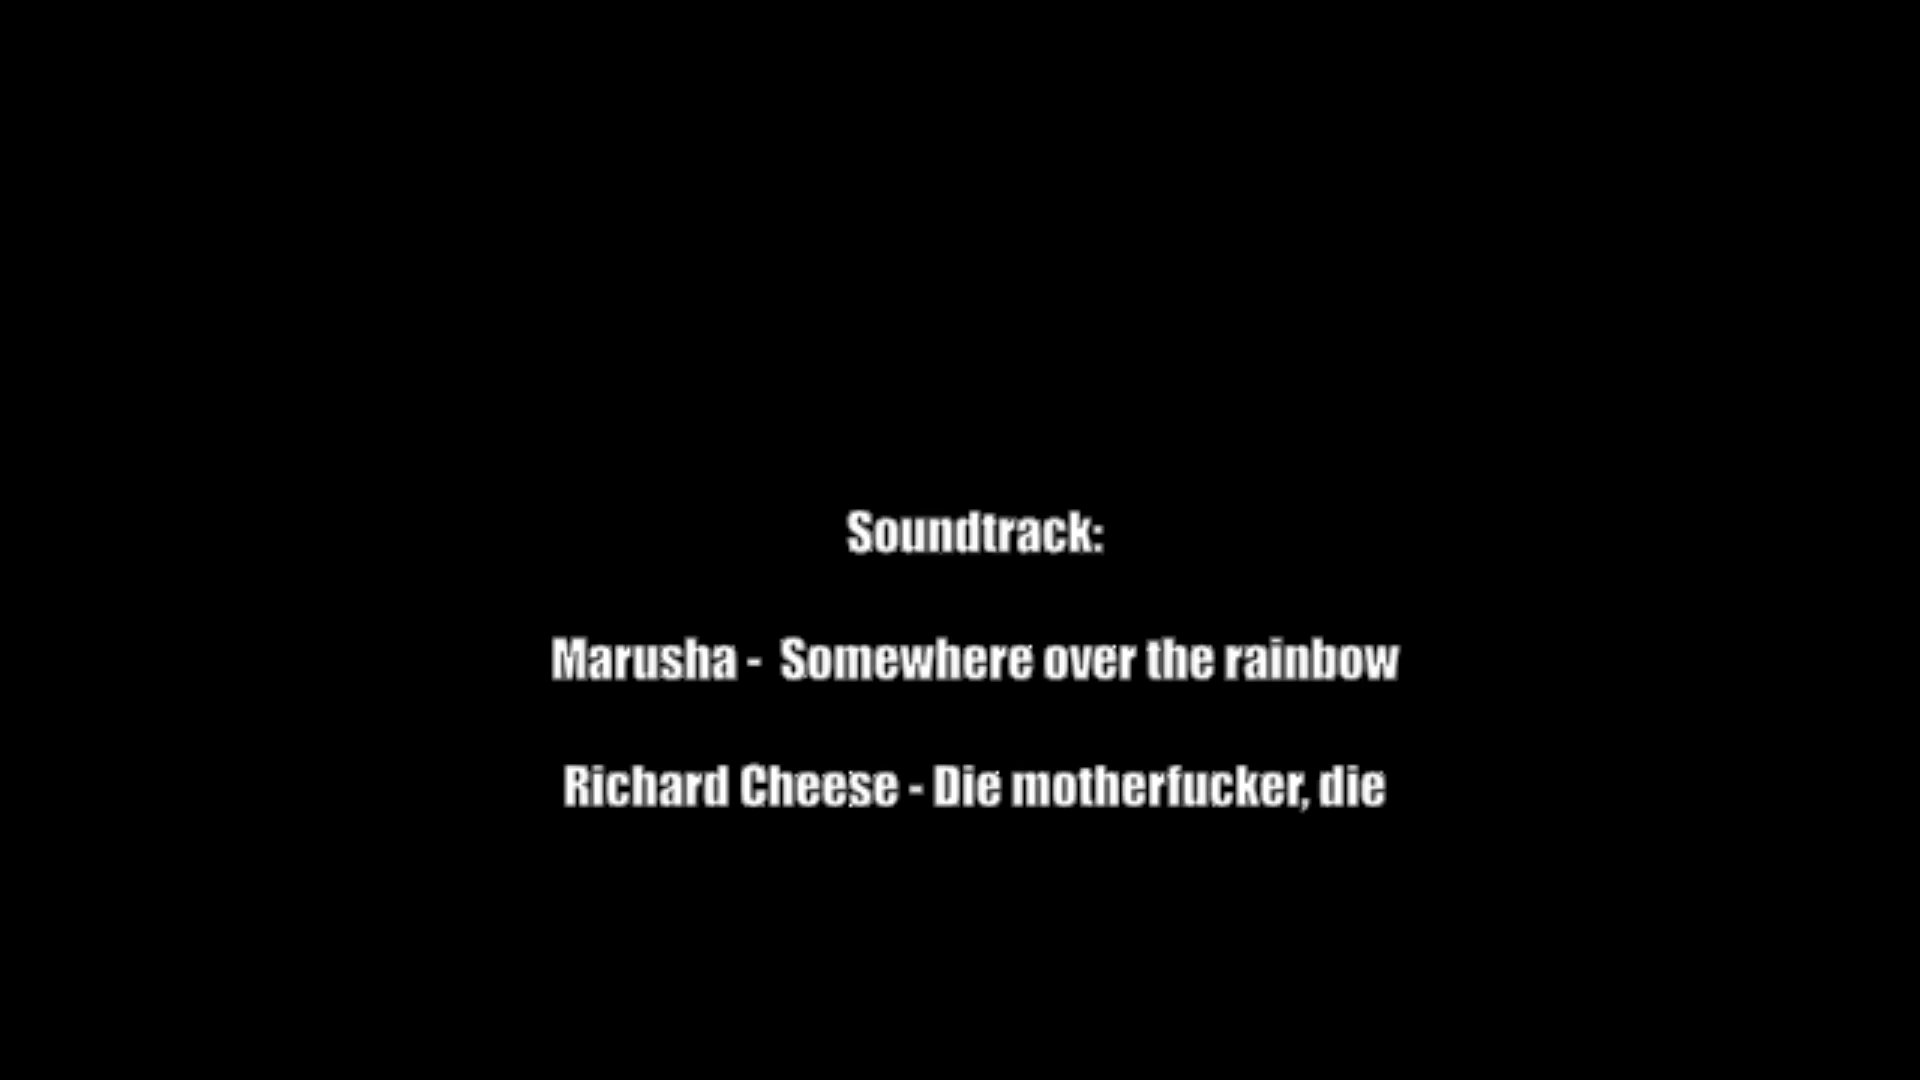 Soundtrack:
Marusha -  Somewhere over the rainbow
Richard Cheese - Die motherfucker, die